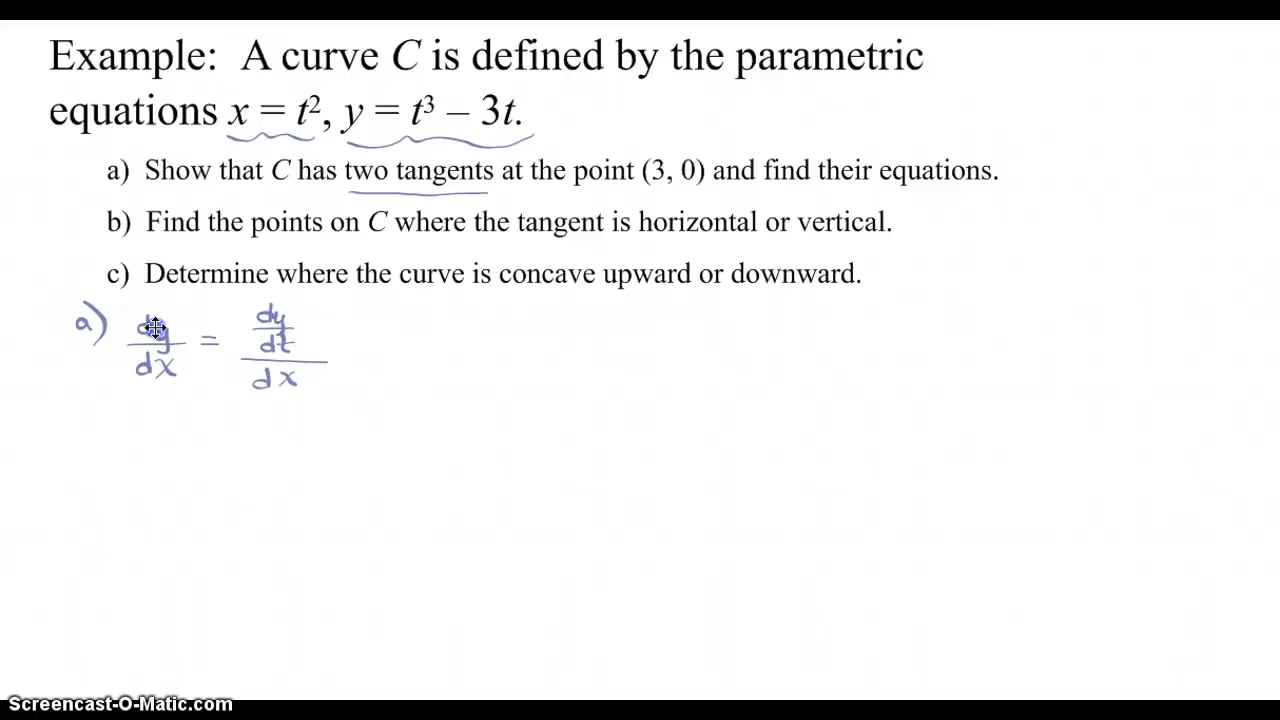 Example: A curve C is defined by the parametric
equations x = t², y = t³ – 3t.
a) Show that C has two tangents at the point (3, 0) and find their equations.
b) Find the points on C where the tangent is horizontal or vertical.
c) Determine where the curve is concave upward or downward.
a) dy/dx = (dy/dt)/dx
Screencast-O-Matic.com